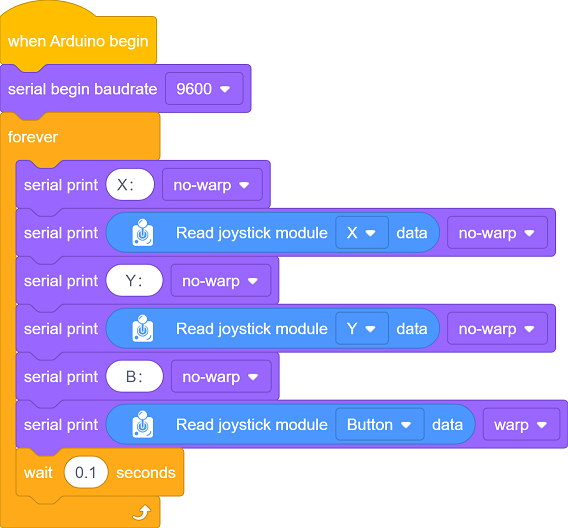 when Arduino begin
serial begin baudrate 9600
forever
serial print X: no-warp
serial print Read joystick module X data no-warp
serial print Y: no-warp
serial print Read joystick module Y data no-warp
serial print B: no-warp
serial print Read joystick module Button data warp
wait 0.1 seconds